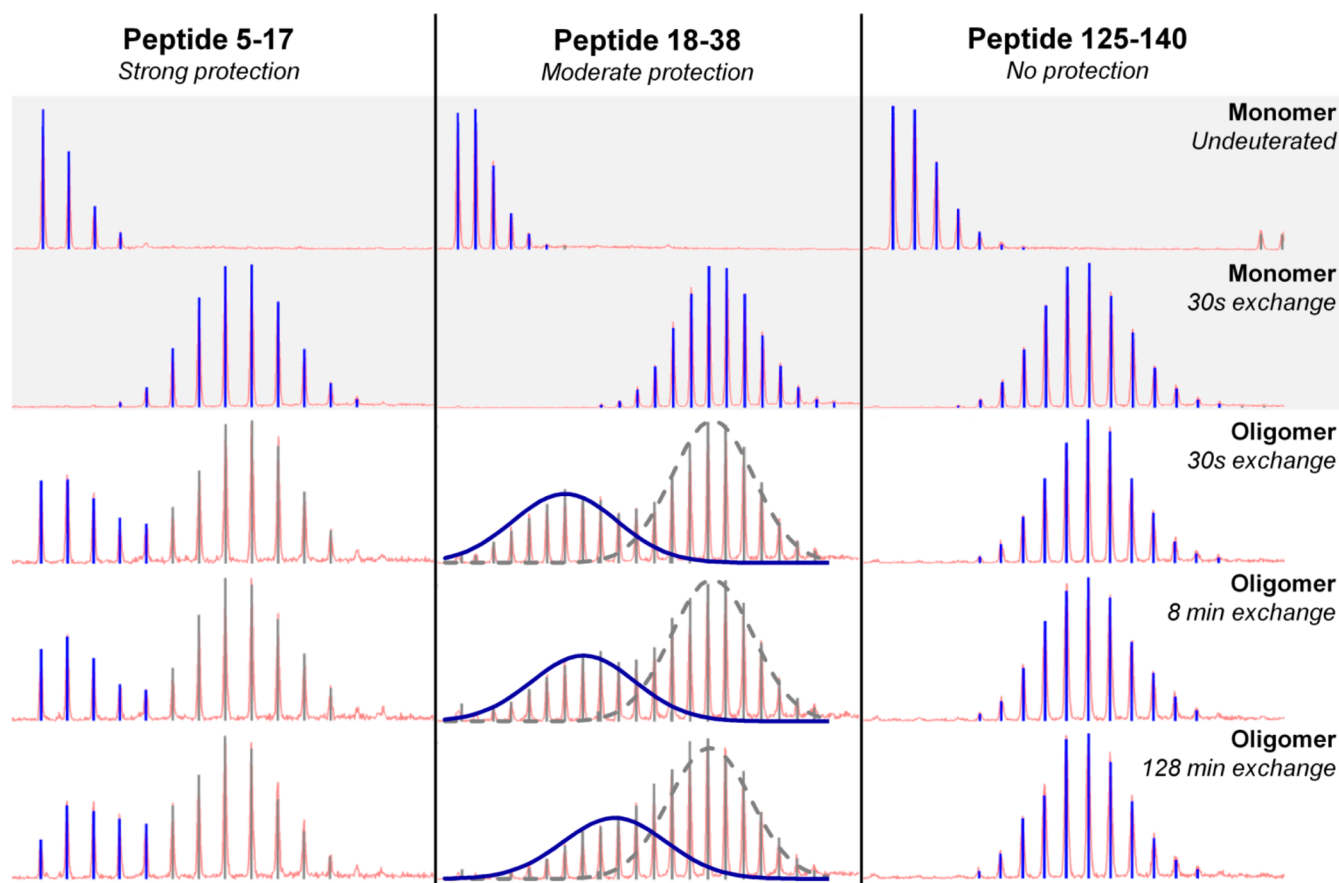 Peptide 5-17
Strong protection
Peptide 18-38
Moderate protection
Peptide 125-140
No protection
Monomer
Undeuterated
Monomer
30s exchange
Oligomer
30s exchange
Oligomer
8 min exchange
Oligomer
128 min exchange